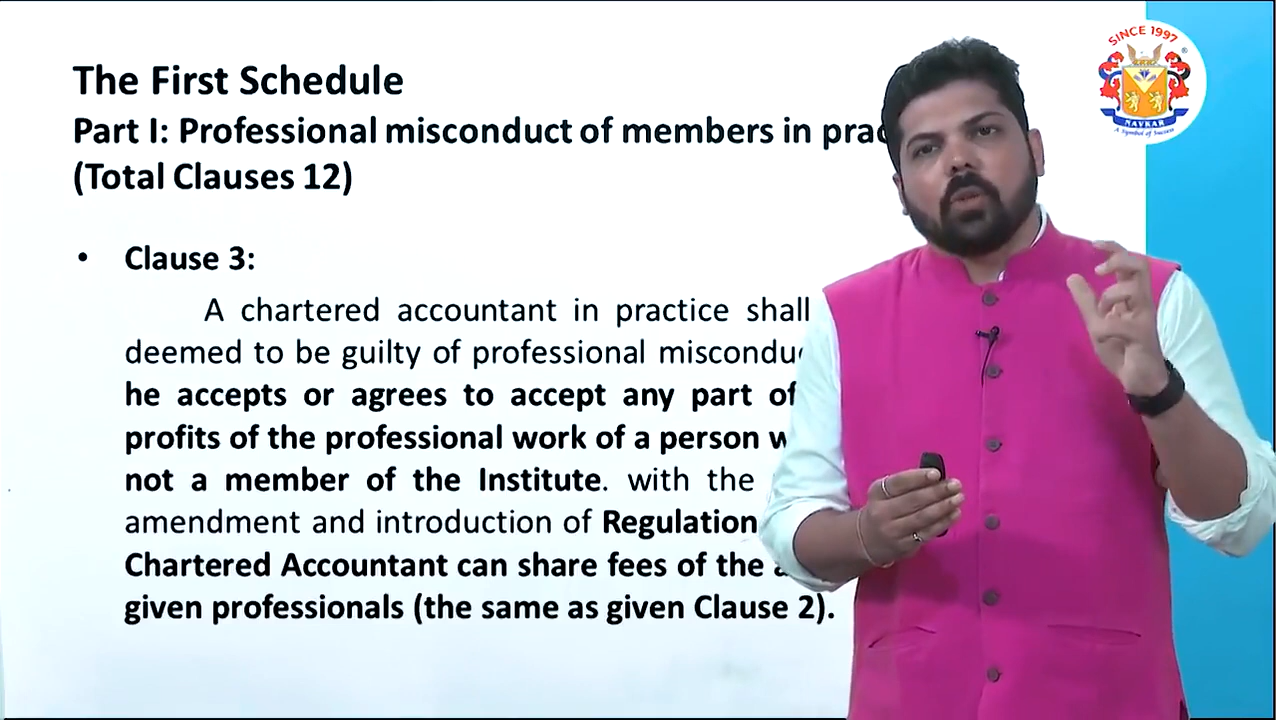 The First Schedule
Part I: Professional misconduct of members in
(Total Clauses 12)
• Clause 3:
A chartered accountant in practice shall
deemed to be guilty of professional
he accepts or agrees to accept any part of
profits of the professional work of a person
not a member of the Institute. with the
amendment and introduction of Regulation
Chartered Accountant can share fees of the
given professionals (the same as given Clause 2).
SINCE 1997
NAVKAR
A Symbol of Success